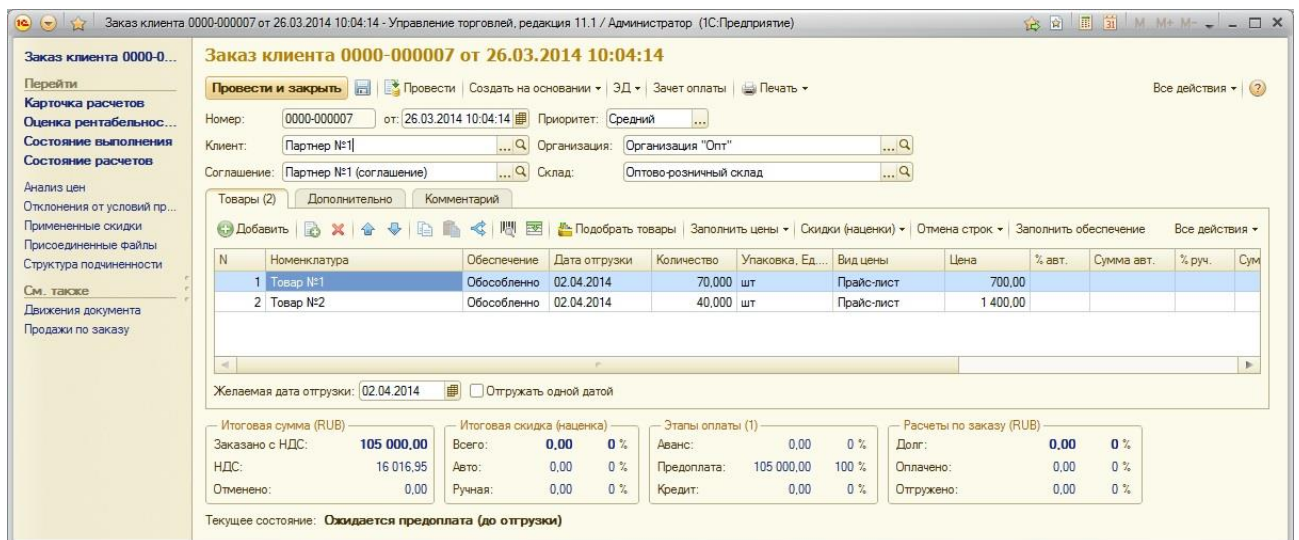 Заказ клиента 0000-000007 от 26.03.2014 10:04:14 - Управление торговлей, редакция 11.1 / Администратор (1С:Предприятие) M M+ M-
Заказ клиента 0000-0...
Перейти
Карточка расчетов
Оценка рентабельнос...
Состояние выполнения
Состояние расчетов
Анализ цен
Отклонения от условий пр...
Примененные скидки
Присоединенные файлы
Структура подчиненности
См. также
Движения документа
Продажи по заказу
Заказ клиента 0000-000007 от 26.03.2014 10:04:14
Провести и закрыть Провести Создать на основании ЭД Зачет оплаты Печать Все действия
Номер: 0000-000007 от: 26.03.2014 10:04:14 Приоритет: Средний ...
Клиент: Партнер №1 ... Организация: Организация "Опт" ...
Соглашение: Партнер №1 (соглашение) ... Склад: Оптово-розничный склад ...
Товары (2) Дополнительно Комментарий
Добавить Подобрать товары Заполнить цены Скидки (наценки) Отмена строк Заполнить обеспечение Все действия
N Номенклатура Обеспечение Дата отгрузки Количество Упаковка, Ед.... Вид цены Цена % авт. Сумма авт. % руч. Сум
1 Товар №1 Обособленно 02.04.2014 70,000 шт Прайс-лист 700,00
2 Товар №2 Обособленно 02.04.2014 40,000 шт Прайс-лист 1 400,00
Желаемая дата отгрузки: 02.04.2014 Отгружать одной датой
Итоговая сумма (RUB) Итоговая скидка (наценка) Этапы оплаты (1) Расчеты по заказу (RUB)
Заказано с НДС: 105 000,00 Всего: 0,00 0 % Аванс: 0,00 0 % Долг: 0,00 0 %
НДС: 16 016,95 Авто: 0,00 0 % Предоплата: 105 000,00 100 % Оплачено: 0,00 0 %
Отменено: 0,00 Ручная: 0,00 0 % Кредит: 0,00 0 % Отгружено: 0,00 0 %
Текущее состояние: Ожидается предоплата (до отгрузки)